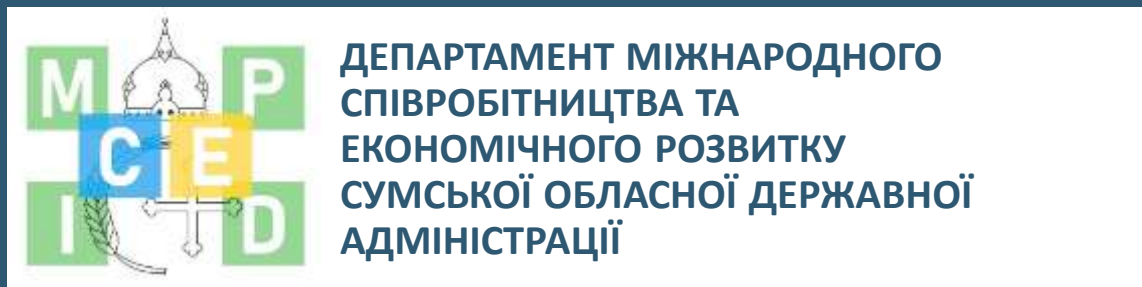 М Р
С Е
І D
ДЕПАРТАМЕНТ МІЖНАРОДНОГО
СПІВРОБІТНИЦТВА ТА
ЕКОНОМІЧНОГО РОЗВИТКУ
СУМСЬКОЇ ОБЛАСНОЇ ДЕРЖАВНОЇ
АДМІНІСТРАЦІЇ